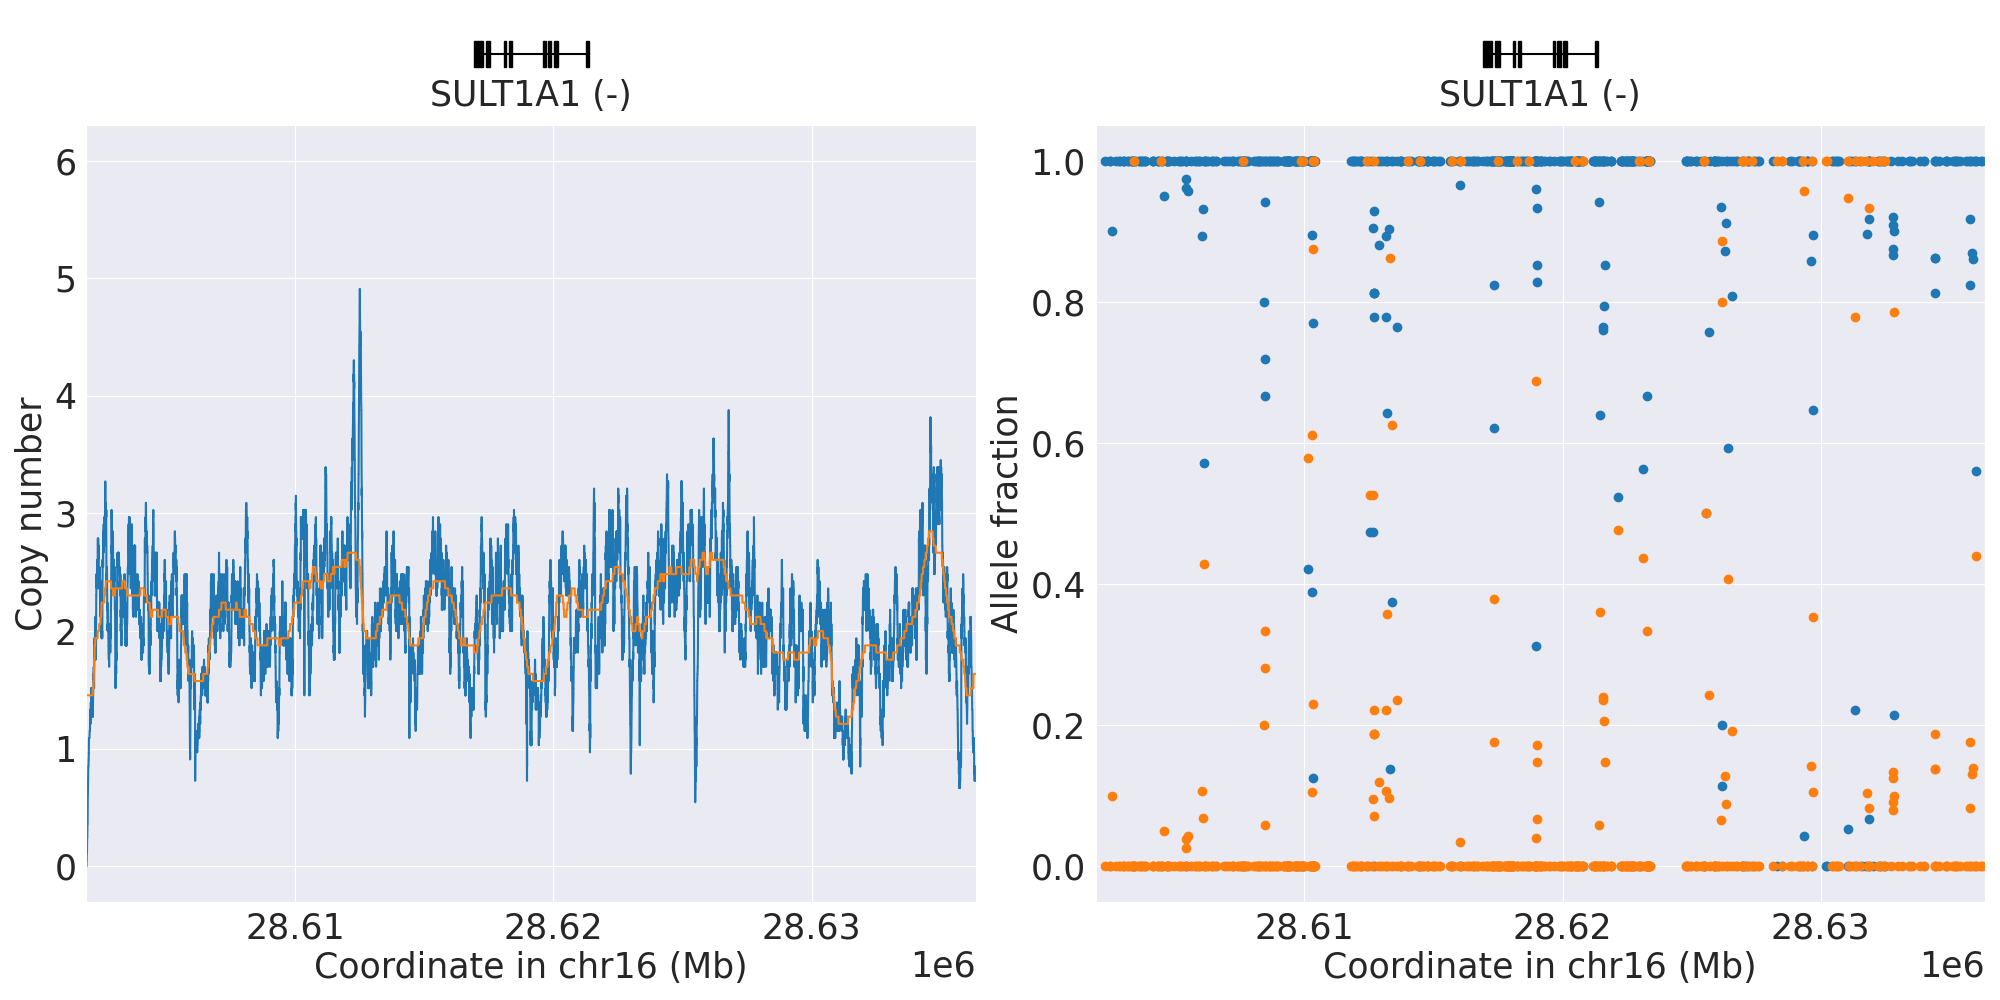 SULT1A1 (-)
6
5
4
3
2
1
0
Copy number
28.61
28.62
28.63
Coordinate in chr16 (Mb)
1e6
SULT1A1 (-)
1.0
0.8
0.6
0.4
0.2
0.0
Allele fraction
28.61
28.62
28.63
Coordinate in chr16 (Mb)
1e6